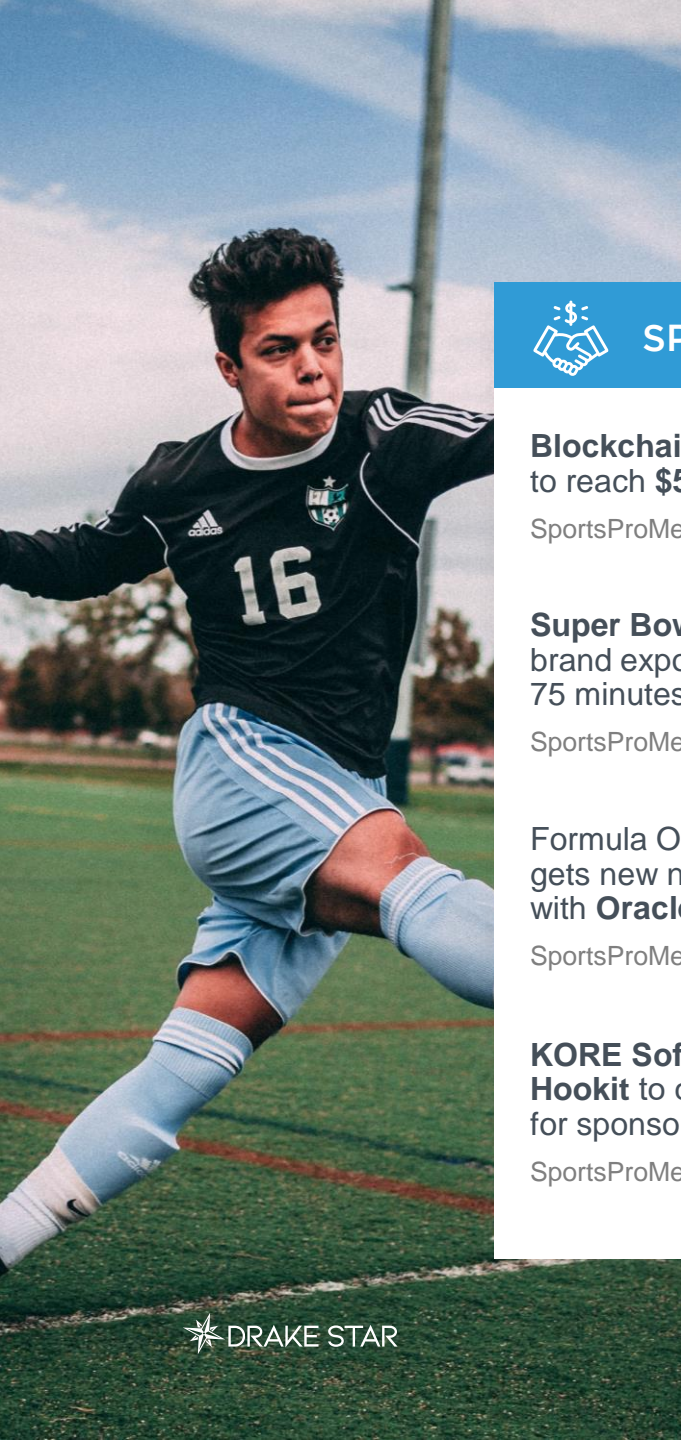 adidas
16
SP
Blockchai
to reach $5
SportsProMe
Super Bow
brand expo
75 minutes
SportsProMe
Formula O
gets new n
with Oracle
SportsProMe
KORE Sof
Hookit to
for sponso
SportsProMe
DRAKE STAR